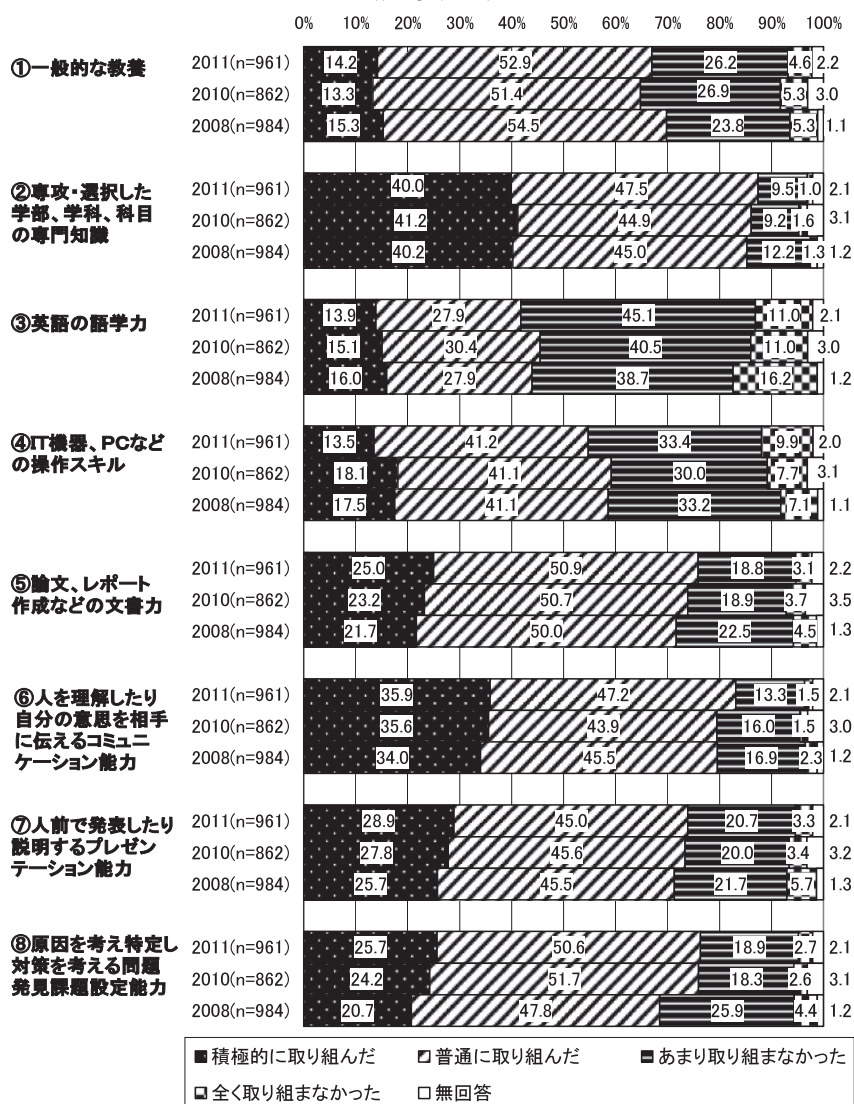 0% 10% 20% 30% 40% 50% 60% 70% 80% 90% 100%
①一般的な教養
2011(n=961) 14.2 52.9 26.2 4.6 2.2
2010(n=862) 13.3 51.4 26.9 5.3 3.0
2008(n=984) 15.3 54.5 23.8 5.3 1.1
②専攻・選択した
学部、学科、科目
の専門知識
2011(n=961) 40.0 47.5 9.5 1.0 2.1
2010(n=862) 41.2 44.9 9.2 1.6 3.1
2008(n=984) 40.2 45.0 12.2 1.3 1.2
③英語の語学力
2011(n=961) 13.9 27.9 45.1 11.0 2.1
2010(n=862) 15.1 30.4 40.5 11.0 3.0
2008(n=984) 16.0 27.9 38.7 16.2 1.2
④IT機器、PCなど
の操作スキル
2011(n=961) 13.5 41.2 33.4 9.9 2.0
2010(n=862) 18.1 41.1 30.0 7.7 3.1
2008(n=984) 17.5 41.1 33.2 7.1 1.1
⑤論文、レポート
作成などの文書力
2011(n=961) 25.0 50.9 18.8 3.1 2.2
2010(n=862) 23.2 50.7 18.9 3.7 3.5
2008(n=984) 21.7 50.0 22.5 4.5 1.3
⑥人を理解したり
自分の意思を相手
に伝えるコミュニ
ケーション能力
2011(n=961) 35.9 47.2 13.3 1.5 2.1
2010(n=862) 35.6 43.9 16.0 1.5 3.0
2008(n=984) 34.0 45.5 16.9 2.3 1.2
⑦人前で発表したり
説明するプレゼン
テーション能力
2011(n=961) 28.9 45.0 20.7 3.3 2.1
2010(n=862) 27.8 45.6 20.0 3.4 3.2
2008(n=984) 25.7 45.5 21.7 5.7 1.3
⑧原因を考え特定し
対策を考える問題
発見課題設定能力
2011(n=961) 25.7 50.6 18.9 2.7 2.1
2010(n=862) 24.2 51.7 18.3 2.6 3.1
2008(n=984) 20.7 47.8 25.9 4.4 1.2
積極的に取り組んだ 普通に取り組んだ あまり取り組まなかった
全く取り組まなかった 無回答